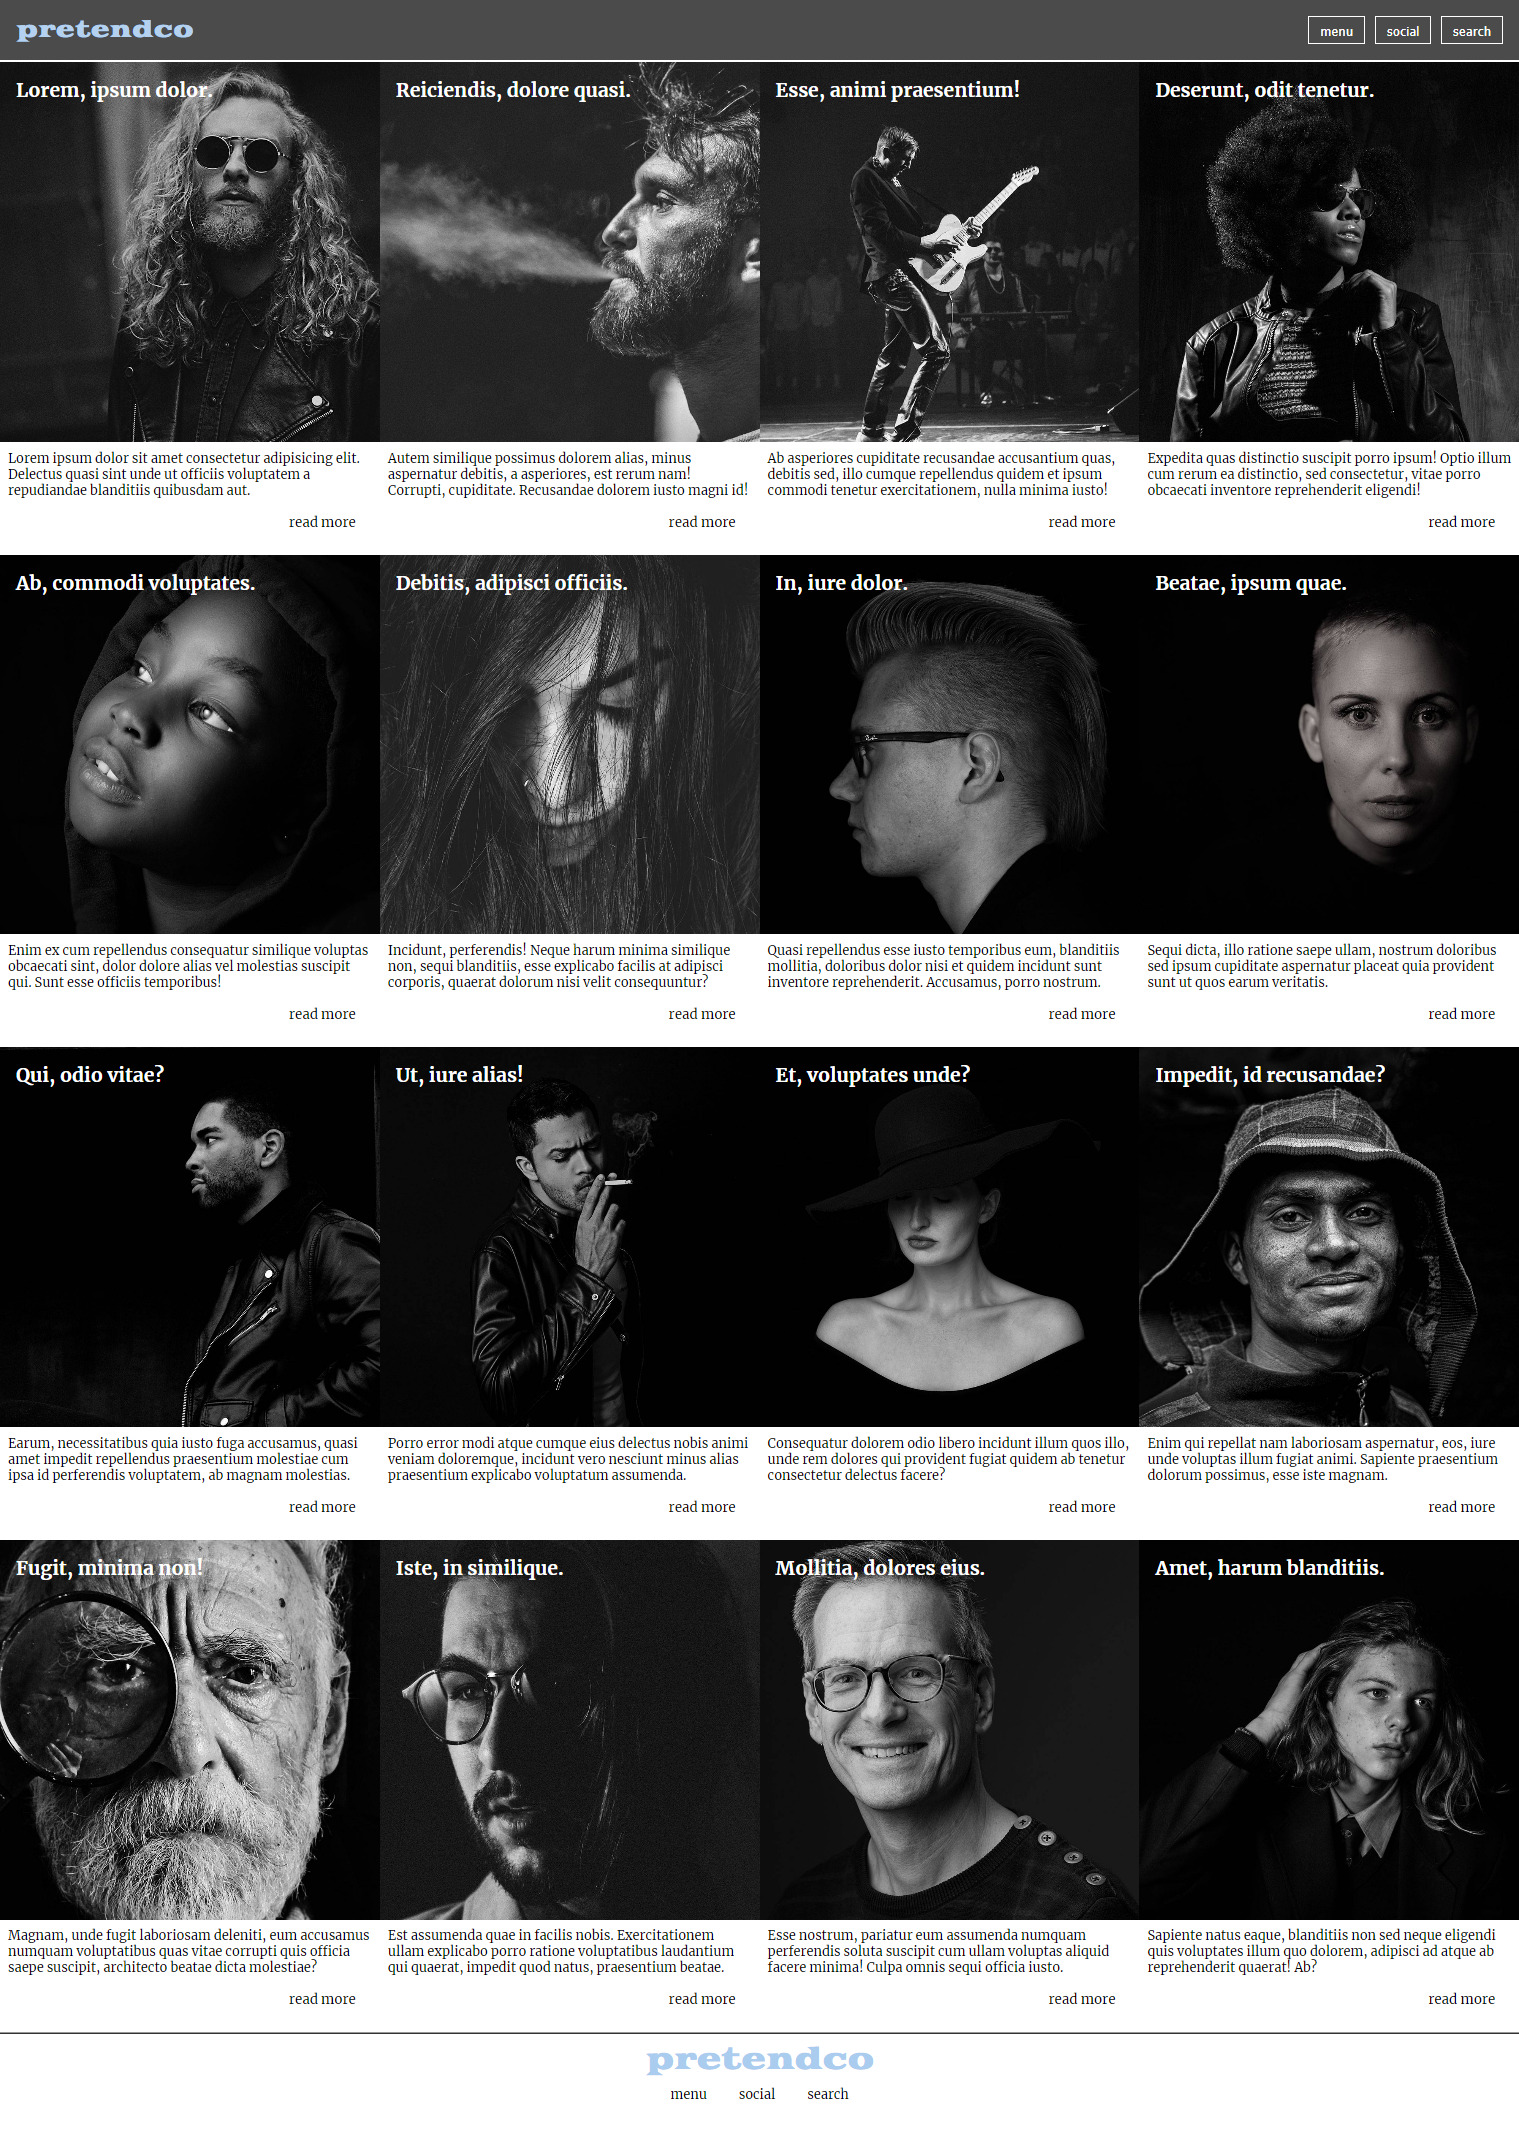 pretendco
menu
social
search
Lorem, ipsum dolor.
Reiciendis, dolore quasi.
Esse, animi praesentium!
Deserunt, odit tenetur.
Lorem ipsum dolor sit amet consectetur adipisicing elit.
Delectus quasi sint unde ut officiis voluptatem a
repudiandae blanditiis quibusdam aut.
read more
Autem similique possimus dolorem alias, minus
aspernatur debitis, a asperiores, est rerum nam!
Corrupti, cupiditate. Recusandae dolorem iusto magni id!
read more
Ab asperiores cupiditate recusandae accusantium quas,
debitis sed, illo cumque repellendus quidem et ipsum
commodi tenetur exercitationem, nulla minima iusto!
read more
Expedita quas distinctio suscipit porro ipsum! Optio illum
cum rerum ea distinctio, sed consectetur, vitae porro
obcaecati inventore reprehenderit eligendi!
read more
Ab, commodi voluptates.
Debitis, adipisci officiis.
In, iure dolor.
Beatae, ipsum quae.
Enim ex cum repellendus consequatur similique voluptas
obcaecati sint, dolor dolore alias vel molestias suscipit
qui. Sunt esse officiis temporibus!
read more
Incidunt, perferendis! Neque harum minima similique
non, sequi blanditiis, esse explicabo facilis at adipisci
corporis, quaerat dolorum nisi velit consequuntur?
read more
Quasi repellendus esse iusto temporibus eum, blanditiis
mollitia, doloribus dolor nisi et quidem incidunt sunt
inventore reprehenderit. Accusamus, porro nostrum.
read more
Sequi dicta, illo ratione saepe ullam, nostrum doloribus
sed ipsum cupiditate aspernatur placeat quia provident
sunt ut quos earum veritatis.
read more
Qui, odio vitae?
Ut, iure alias!
Et, voluptates unde?
Impedit, id recusandae?
Earum, necessitatibus quia iusto fuga accusamus, quasi
amet impedit repellendus praesentium molestiae cum
ipsa id perferendis voluptatem, ab magnam molestias.
read more
Porro error modi atque cumque eius delectus nobis animi
veniam doloremque, incidunt vero nesciunt minus alias
praesentium explicabo voluptatum assumenda.
read more
Consequatur dolorem odio libero incidunt illum quos illo,
unde rem dolores qui provident fugiat quidem ab tenetur
consectetur delectus facere?
read more
Enim qui repellat nam laboriosam aspernatur, eos, iure
unde voluptas illum fugiat animi. Sapiente praesentium
dolorum possimus, esse iste magnam.
read more
Fugit, minima non!
Iste, in similique.
Mollitia, dolores eius.
Amet, harum blanditiis.
Magnam, unde fugit laboriosam deleniti, eum accusamus
numquam voluptatibus quas vitae corrupti quis officia
saepe suscipit, architecto beatae dicta molestiae?
read more
Est assumenda quae in facilis nobis. Exercitationem
ullam explicabo porro ratione voluptatibus laudantium
qui quaerat, impedit quod natus, praesentium beatae.
read more
Esse nostrum, pariatur eum assumenda numquam
perferendis soluta suscipit cum ullam voluptas aliquid
facere minima! Culpa omnis sequi officia iusto.
read more
Sapiente natus eaque, blanditiis non sed neque eligendi
quis voluptates illum quo dolorem, adipisci ad atque ab
reprehenderit quaerat! Ab?
read more
pretendco
menu
social
search